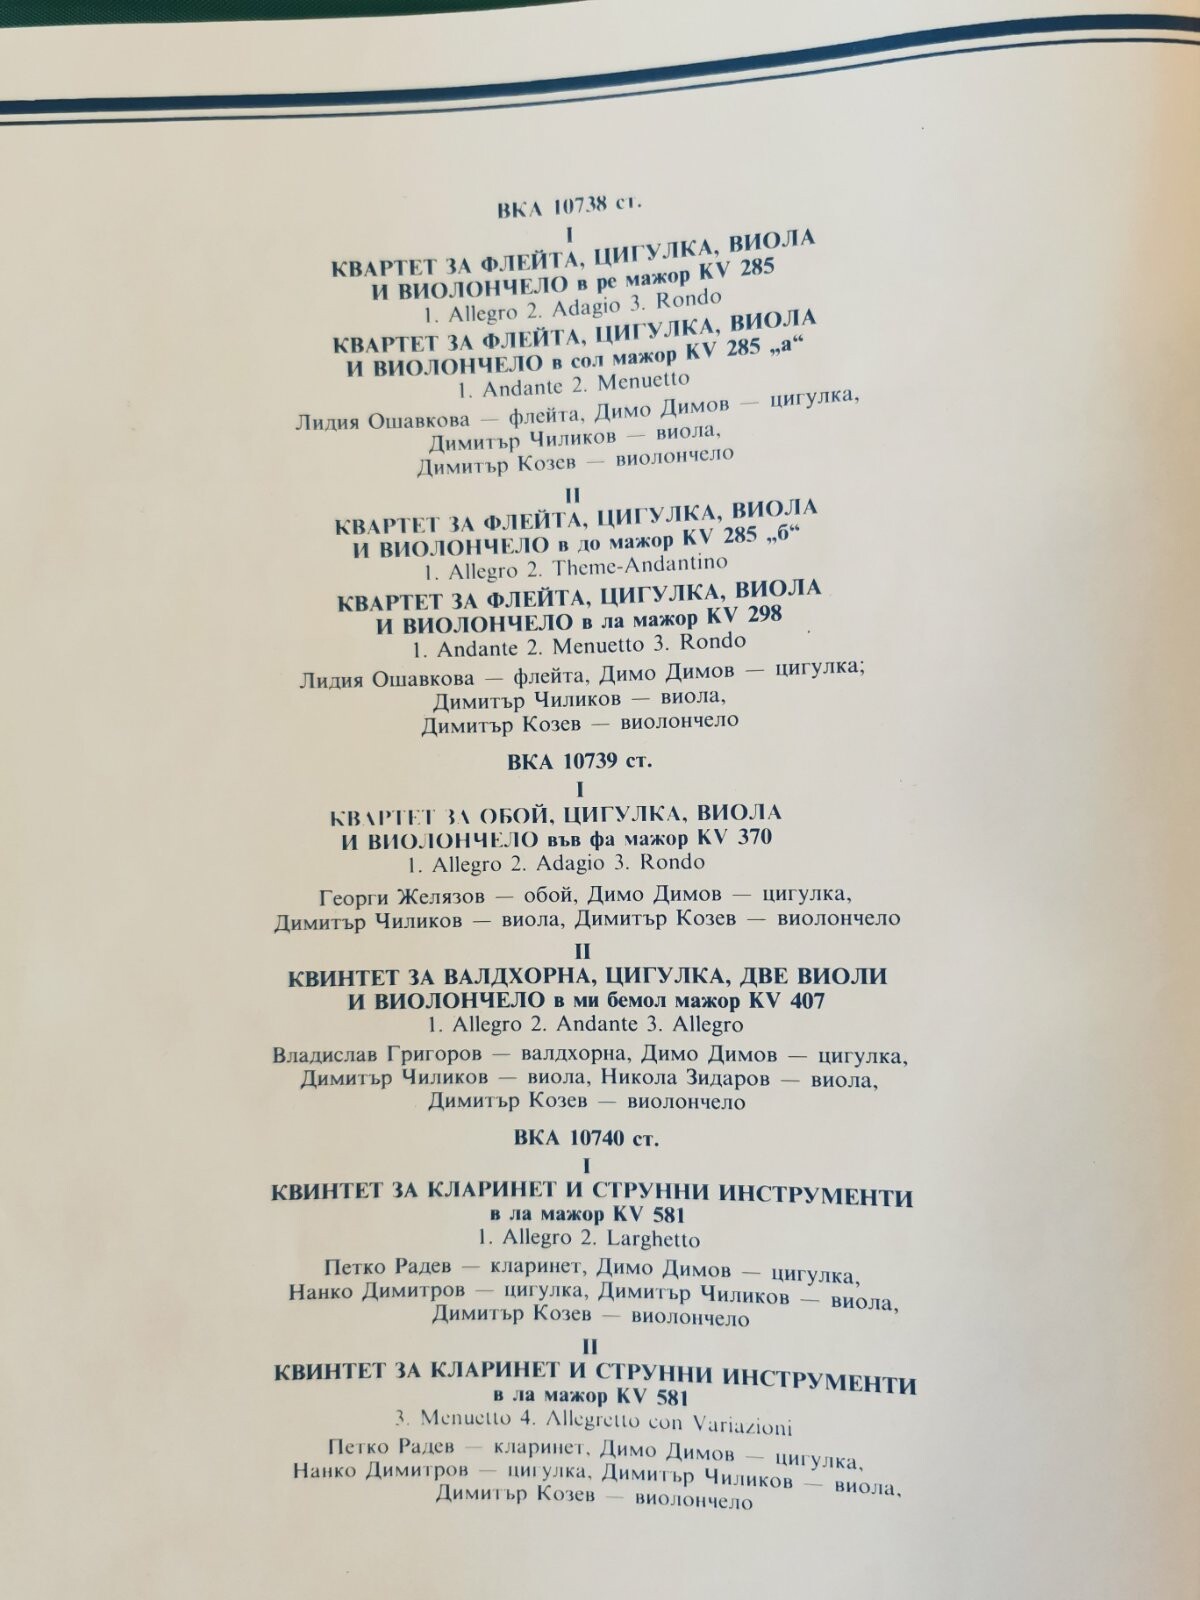 ВКА 10738 ст.
I
КВАРТЕТ ЗА ФЛЕЙТА, ЦИГУЛКА, ВИОЛА
И ВИОЛОНЧЕЛО в ре мажор KV 285
1. Allegro 2. Adagio 3. Rondo
КВАРТЕТ ЗА ФЛЕЙТА, ЦИГУЛКА, ВИОЛА
И ВИОЛОНЧЕЛО в сол мажор KV 285 „а“
1. Andante 2. Menuetto
Лидия Ошавкова — флейта, Димо Димов — цигулка,
Димитър Чиликов — виола,
Димитър Козев — виолончело
II
КВАРТЕТ ЗА ФЛЕЙТА, ЦИГУЛКА, ВИОЛА
И ВИОЛОНЧЕЛО в до мажор KV 285 „б“
1. Allegro 2. Theme-Andantino
КВАРТЕТ ЗА ФЛЕЙТА, ЦИГУЛКА, ВИОЛА
И ВИОЛОНЧЕЛО в ла мажор KV 298
1. Andante 2. Menuetto 3. Rondo
Лидия Ошавкова — флейта, Димо Димов — цигулка;
Димитър Чиликов — виола,
Димитър Козев — виолончело
ВКА 10739 ст.
I
КВАРТЕТ ЗА ОБОЙ, ЦИГУЛКА, ВИОЛА
И ВИОЛОНЧЕЛО във фа мажор KV 370
1. Allegro 2. Adagio 3. Rondo
Георги Желязов — обой, Димо Димов — цигулка,
Димитър Чиликов — виола, Димитър Козев — виолончело
II
КВИНТЕТ ЗА ВАЛДХОРНА, ЦИГУЛКА, ДВЕ ВИОЛИ
И ВИОЛОНЧЕЛО в ми бемол мажор KV 407
1. Allegro 2. Andante 3. Allegro
Владислав Григоров — валдхорна, Димо Димов — цигулка,
Димитър Чиликов — виола, Никола Зидаров — виола,
Димитър Козев — виолончело
ВКА 10740 ст.
I
КВИНТЕТ ЗА КЛАРИНЕТ И СТРУННИ ИНСТРУМЕНТИ
в ла мажор KV 581
1. Allegro 2. Larghetto
Петко Радев — кларинет, Димо Димов — цигулка,
Нанко Димитров — цигулка, Димитър Чиликов — виола,
Димитър Козев — виолончело
II
КВИНТЕТ ЗА КЛАРИНЕТ И СТРУННИ ИНСТРУМЕНТИ
в ла мажор KV 581
3. Menuetto 4. Allegretto con Variazioni
Петко Радев — кларинет, Димо Димов — цигулка,
Нанко Димитров — цигулка, Димитър Чиликов — виола,
Димитър Козев — виолончело